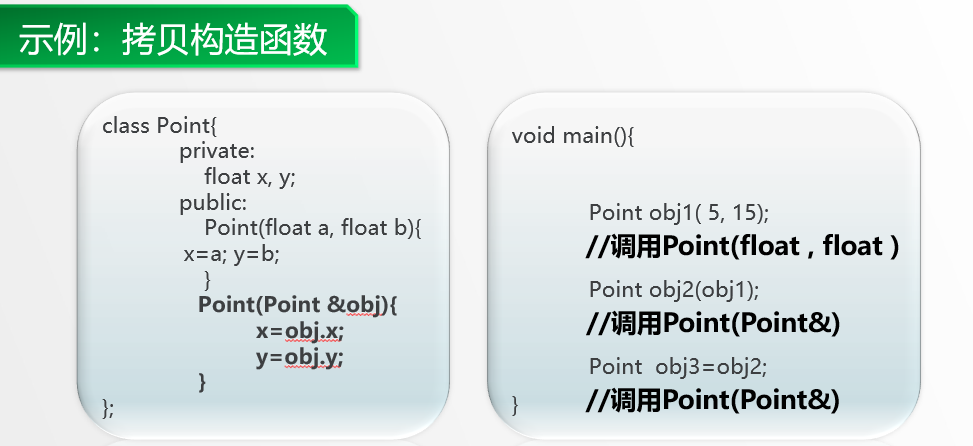 示例：拷贝构造函数
class Point{
private:
float x, y;
public:
Point(float a, float b){
x=a; y=b;
}
Point(Point &obj){
x=obj.x;
y=obj.y;
}
};
void main(){
Point obj1( 5, 15);
//调用Point(float , float )
Point obj2(obj1);
//调用Point(Point&)
Point  obj3=obj2;
//调用Point(Point&)
}